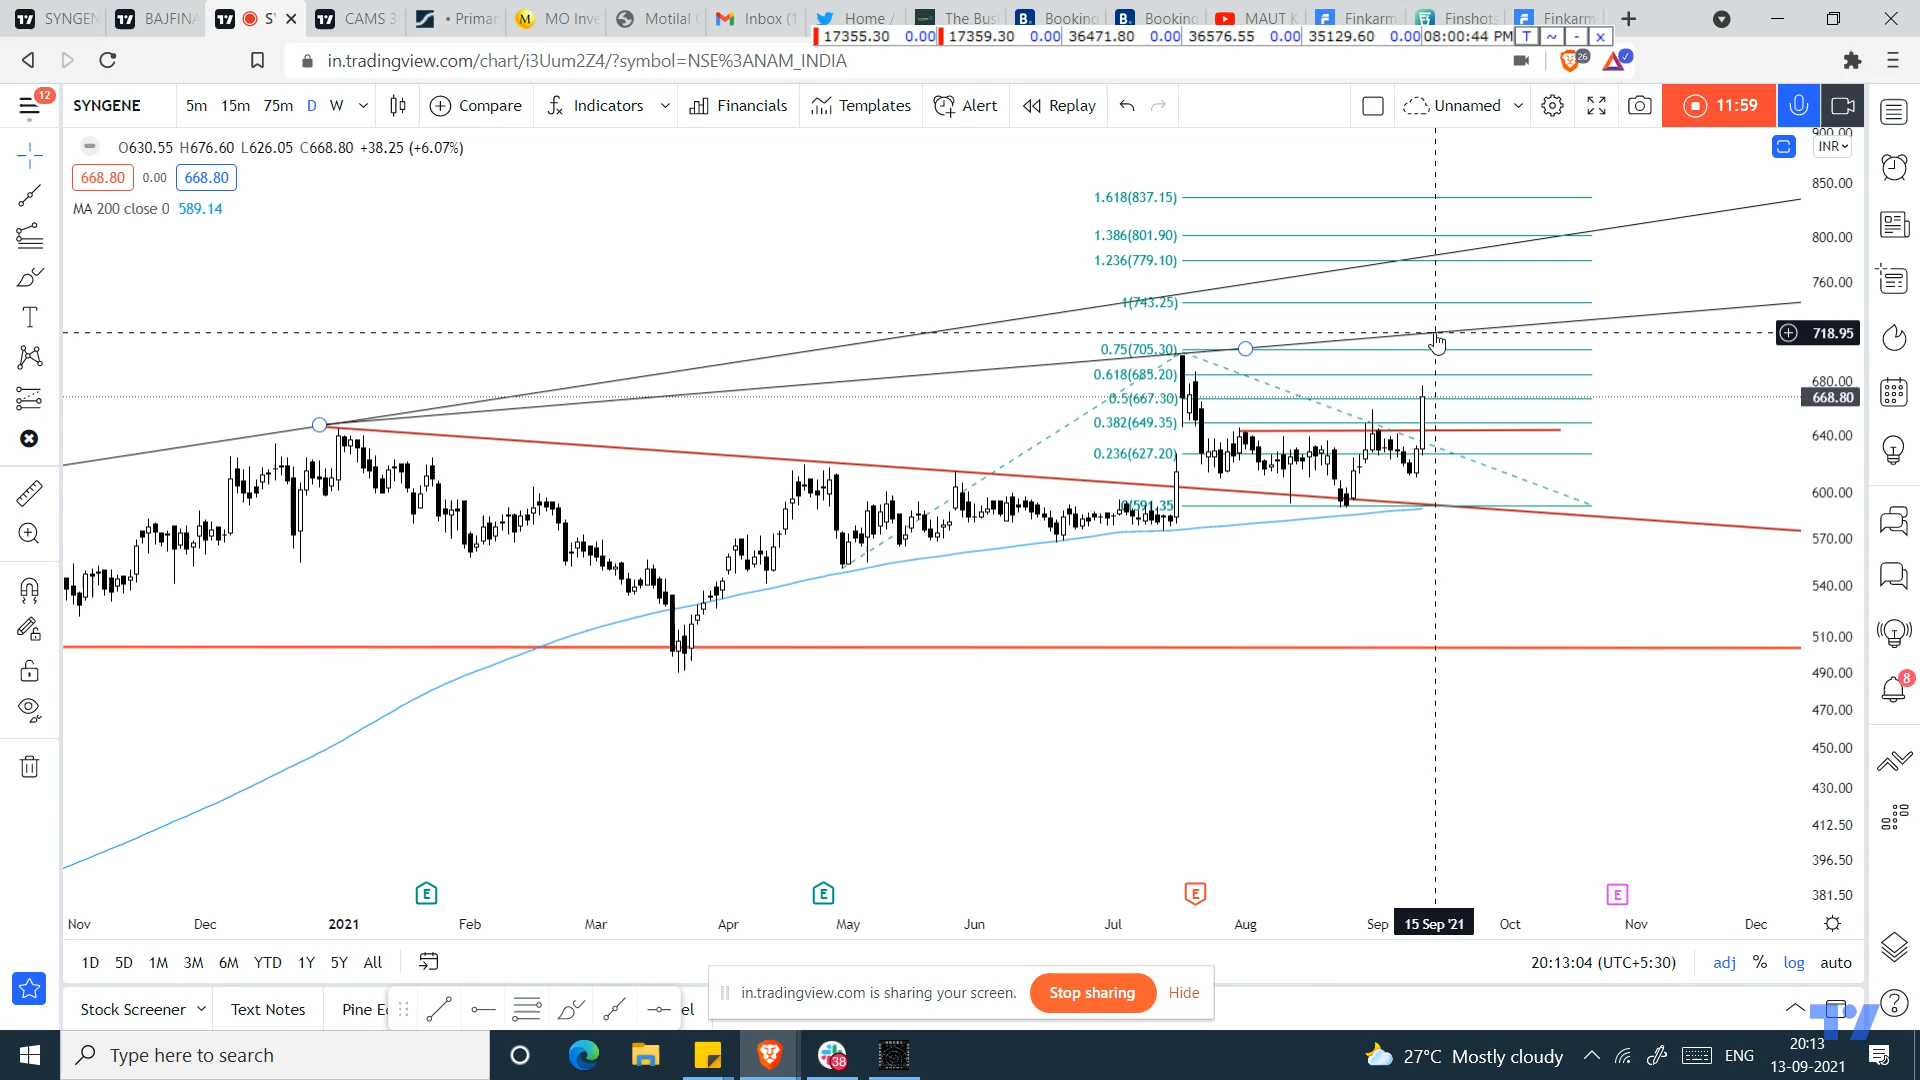 SYNGEN
BAJFINA
S
CAMS 3
• Primar
MO Inve
Motilal
Inbox (1
Home /
The Bus
Booking
Booking
MAUT K
Finkarm
Finshots
Finkarm
17355.30 0.00 17359.30 0.00 36471.80 0.00 36576.55 0.00 35129.60 0.00 08:00:44 PM T ~ - x
in.tradingview.com/chart/i3Uum2Z4/?symbol=NSE%3ANAM_INDIA
26
12
SYNGENE 5m 15m 75m D W Compare Indicators Financials Templates Alert Replay Unnamed 11:59
O630.55 H676.60 L626.05 C668.80 +38.25 (+6.07%)
668.80 0.00 668.80
MA 200 close 0 589.14
900.00
INR
850.00
800.00
760.00
718.95
680.00
668.80
640.00
600.00
570.00
540.00
510.00
490.00
470.00
450.00
430.00
412.50
396.50
381.50
1.618(837.15)
1.386(801.90)
1.236(779.10)
1(743.25)
0.75(705.30)
0.618(685.20)
0.5(667.30)
0.382(649.35)
0.236(627.20)
0(591.35)
8
E E E E
Nov Dec 2021 Feb Mar Apr May Jun Jul Aug Sep 15 Sep '21 Oct Nov Dec
1D 5D 1M 3M 6M YTD 1Y 5Y All
20:13:04 (UTC+5:30) adj % log auto
in.tradingview.com is sharing your screen. Stop sharing Hide
Stock Screener Text Notes Pine E el
Type here to search
38
27°C Mostly cloudy ENG
20:13
13-09-2021